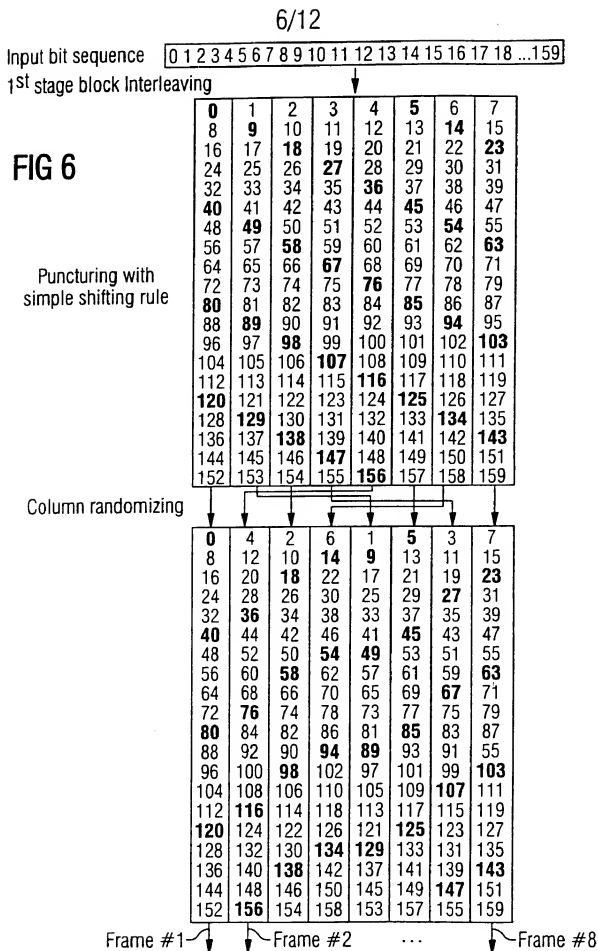 6/12
Input bit sequence 0 1 2 3 4 5 6 7 8 9 10 11 12 13 14 15 16 17 18 ...159
1st stage block Interleaving
FIG 6
0 1 2 3 4 5 6 7
8 9 10 11 12 13 14 15
16 17 18 19 20 21 22 23
24 25 26 27 28 29 30 31
32 33 34 35 36 37 38 39
40 41 42 43 44 45 46 47
48 49 50 51 52 53 54 55
56 57 58 59 60 61 62 63
64 65 66 67 68 69 70 71
72 73 74 75 76 77 78 79
80 81 82 83 84 85 86 87
88 89 90 91 92 93 94 95
96 97 98 99 100 101 102 103
104 105 106 107 108 109 110 111
112 113 114 115 116 117 118 119
120 121 122 123 124 125 126 127
128 129 130 131 132 133 134 135
136 137 138 139 140 141 142 143
144 145 146 147 148 149 150 151
152 153 154 155 156 157 158 159
Puncturing with
simple shifting rule
Column randomizing
0 4 2 6 1 5 3 7
8 12 10 14 9 13 11 15
16 20 18 22 17 21 19 23
24 28 26 30 25 29 27 31
32 36 34 38 33 37 35 39
40 44 42 46 41 45 43 47
48 52 50 54 49 53 51 55
56 60 58 62 57 61 59 63
64 68 66 70 65 69 67 71
72 76 74 78 73 77 75 79
80 84 82 86 81 85 83 87
88 92 90 94 89 93 91 55
96 100 98 102 97 101 99 103
104 108 106 110 105 109 107 111
112 116 114 118 113 117 115 119
120 124 122 126 121 125 123 127
128 132 130 134 129 133 131 135
136 140 138 142 137 141 139 143
144 148 146 150 145 149 147 151
152 156 154 158 153 157 155 159
Frame #1 Frame #2 ... Frame #8